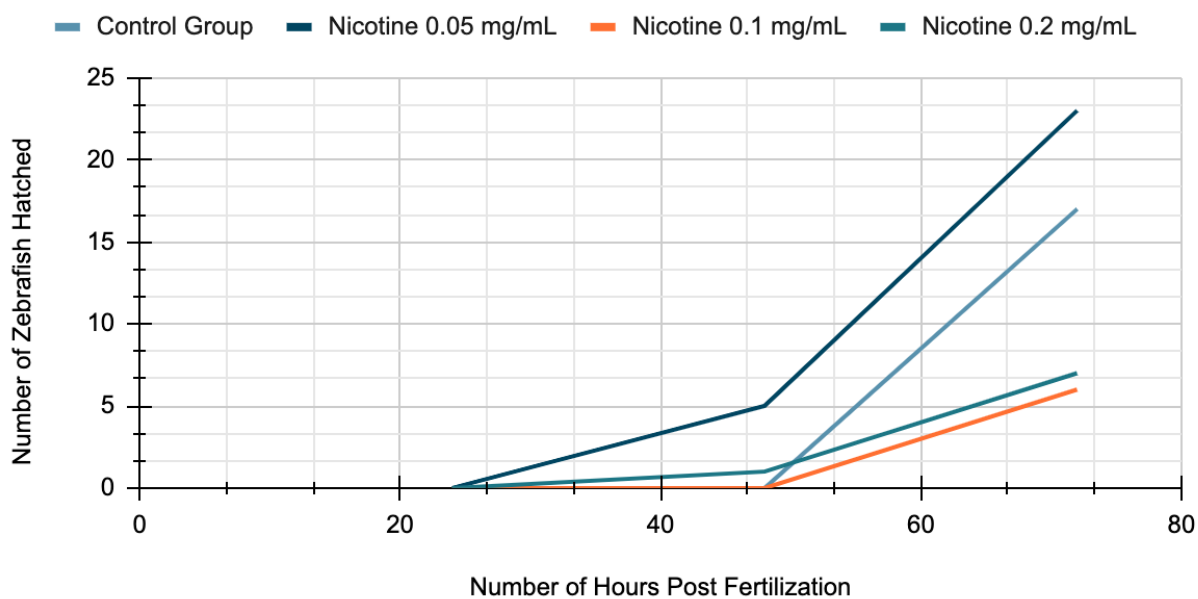 Control Group Nicotine 0.05 mg/mL Nicotine 0.1 mg/mL Nicotine 0.2 mg/mL
25
20
15
10
5
0
Number of Zebrafish Hatched
0 20 40 60 80
Number of Hours Post Fertilization